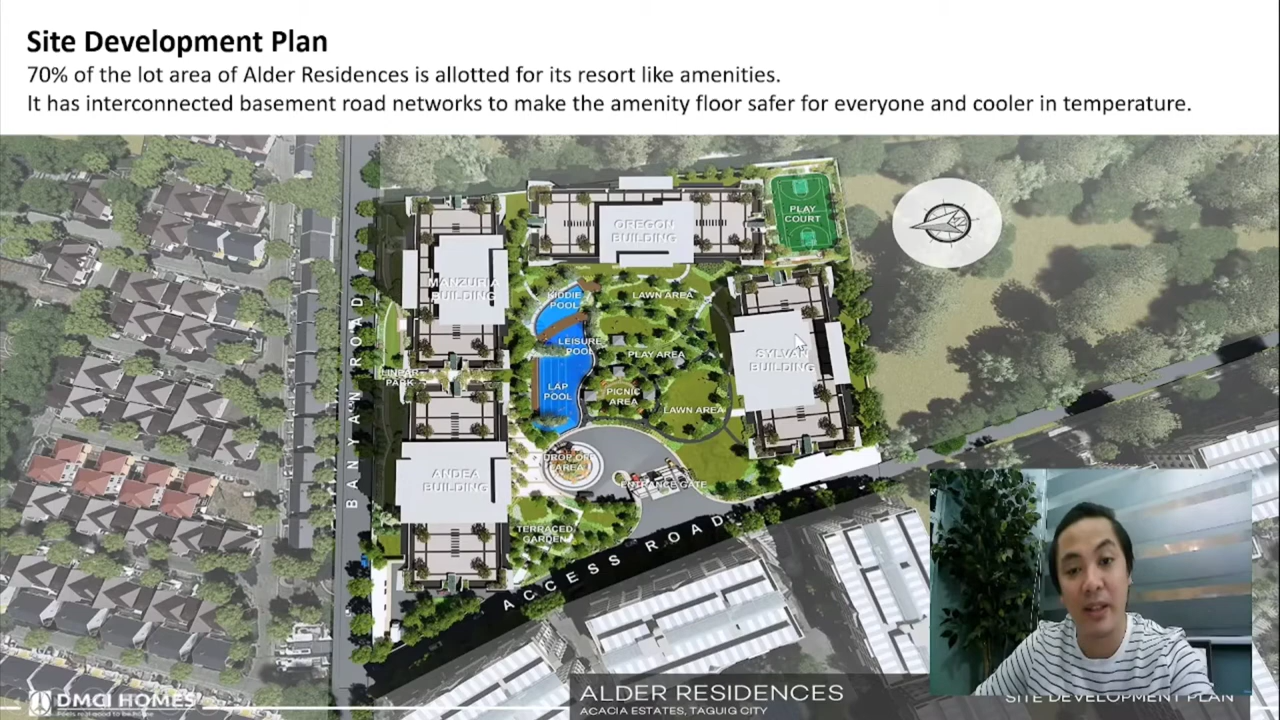 Site Development Plan
70% of the lot area of Alder Residences is allotted for its resort like amenities.
It has interconnected basement road networks to make the amenity floor safer for everyone and cooler in temperature.
OREGON
BUILDING
PLAY
COURT
BUILDING
KIDDIE
POOL
LAWN AREA
LEISURE
POOL
PLAY AREA
SYLVAN
BUILDING
LINEAR
PARK
LAP
POOL
PICNIC
AREA
LAWN AREA
BANYAN ROAD
ANDEA
BUILDING
DROP OFF
AREA
ENTRANCE GATE
TERRACED
GARDEN
ACCESS ROAD
DMCI HOMES
ALDER RESIDENCES
ACACIA ESTATES, TAGUIG CITY
SITE DEVELOPMENT PLAN